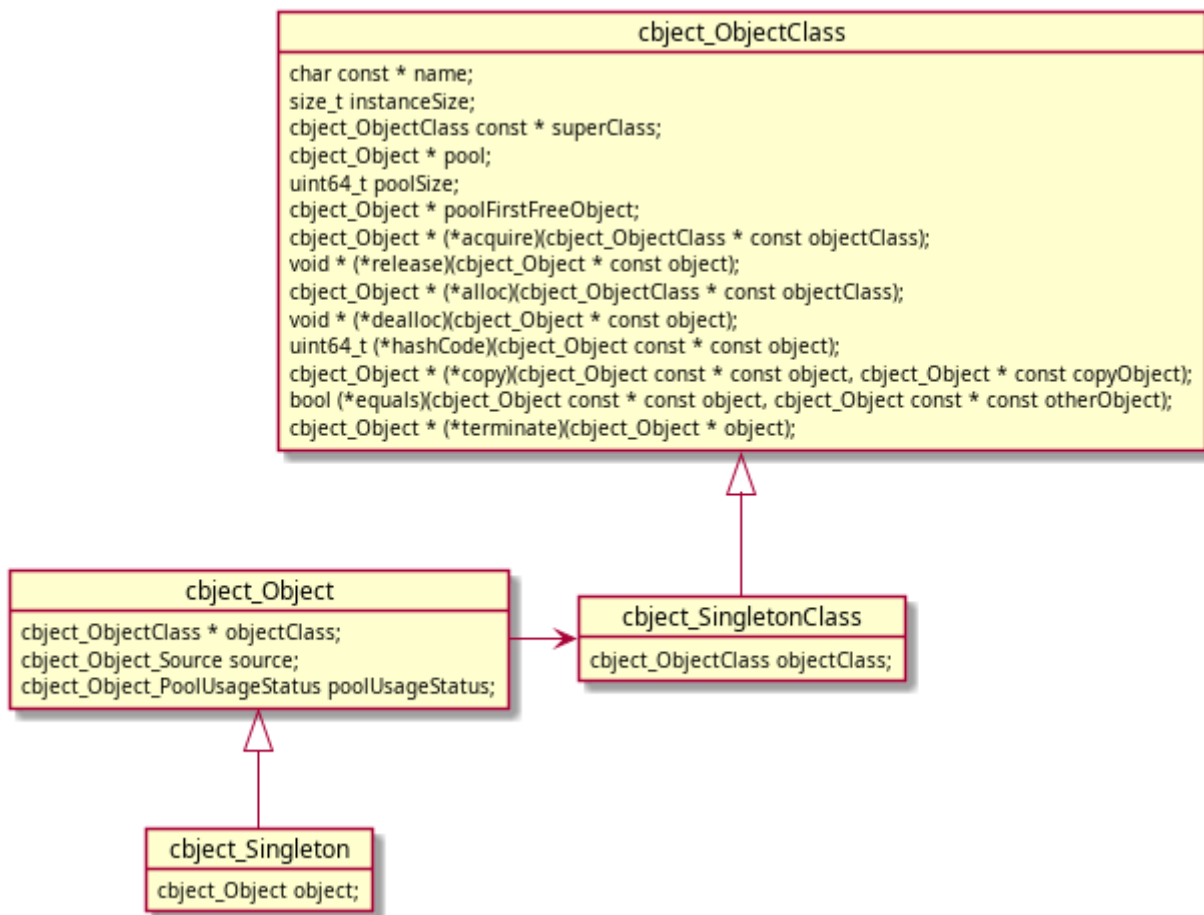 cbject_ObjectClass
char const * name;
size_t instanceSize;
cbject_ObjectClass const * superClass;
cbject_Object * pool;
uint64_t poolSize;
cbject_Object * poolFirstFreeObject;
cbject_Object * (*acquire)(cbject_ObjectClass * const objectClass);
void * (*release)(cbject_Object * const object);
cbject_Object * (*alloc)(cbject_ObjectClass * const objectClass);
void * (*dealloc)(cbject_Object * const object);
uint64_t (*hashCode)(cbject_Object const * const object);
cbject_Object * (*copy)(cbject_Object const * const object, cbject_Object * const copyObject);
bool (*equals)(cbject_Object const * const object, cbject_Object const * const otherObject);
cbject_Object * (*terminate)(cbject_Object * object);
cbject_Object
cbject_ObjectClass * objectClass;
cbject_Object_Source source;
cbject_Object_PoolUsageStatus poolUsageStatus;
cbject_SingletonClass
cbject_ObjectClass objectClass;
cbject_Singleton
cbject_Object object;